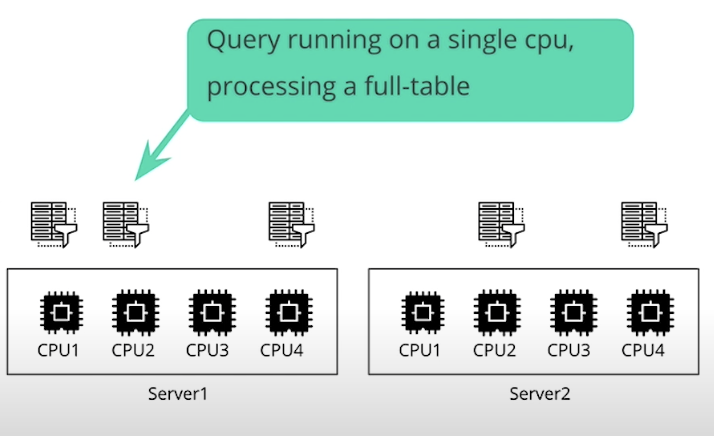 Query running on a single cpu,
processing a full-table
CPU1 CPU2 CPU3 CPU4
Server1
CPU1 CPU2 CPU3 CPU4
Server2